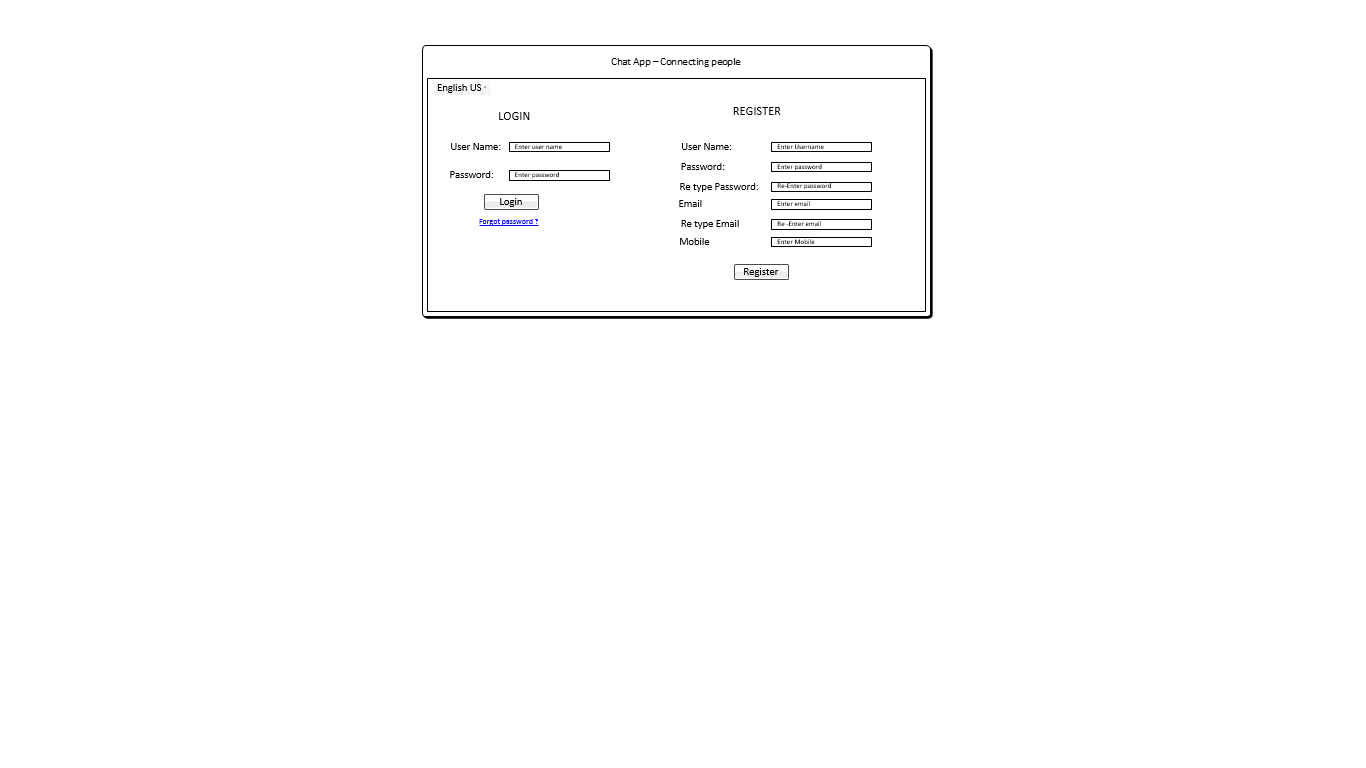 Chat App – Connecting people
English US
LOGIN
User Name: Enter user name
Password: Enter password
Login
Forgot password ?
REGISTER
User Name: Enter Username
Password: Enter password
Re type Password: Re-Enter password
Email Enter email
Re type Email Re -Enter email
Mobile Enter Mobile
Register